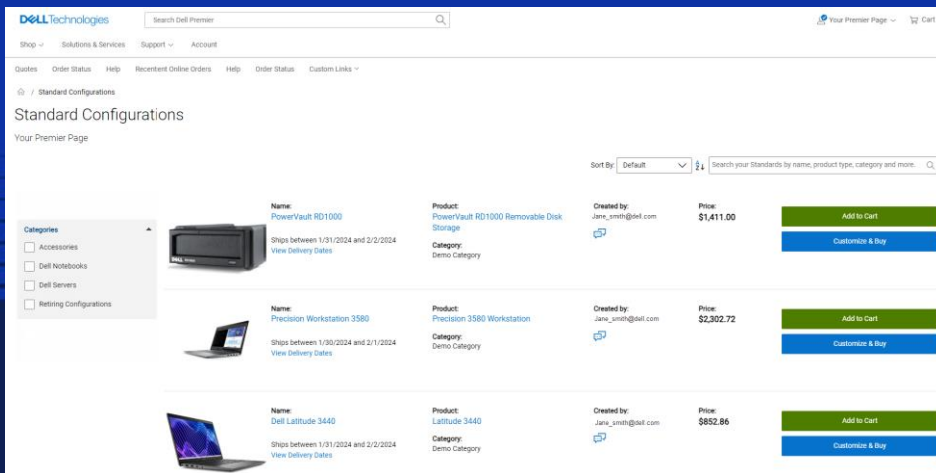 DELLTechnologies
Search Dell Premier
Your Premier Page
Cart
Shop
Solutions & Services
Support
Account
Quotes
Order Status
Help
Recentent Online Orders
Help
Order Status
Custom Links
/ Standard Configurations
Standard Configurations
Your Premier Page
Sort By:
Default
Search your Standards by name, product type, category and more.
Categories
Accessories
Dell Notebooks
Dell Servers
Retiring Configurations
DELL
Name:
PowerVault RD1000
Ships between 1/31/2024 and 2/2/2024
View Delivery Dates
Product:
PowerVault RD1000 Removable Disk
Storage
Category:
Demo Category
Created by:
Jane_smith@dell.com
Price:
$1,411.00
Add to Cart
Customize & Buy
Name:
Precision Workstation 3580
Ships between 1/30/2024 and 2/1/2024
View Delivery Dates
Product:
Precision 3580 Workstation
Category:
Demo Category
Created by:
Jane_smith@dell.com
Price:
$2,302.72
Add to Cart
Customize & Buy
Name:
Dell Latitude 3440
Ships between 1/31/2024 and 2/2/2024
View Delivery Dates
Product:
Latitude 3440
Category:
Demo Category
Created by:
Jane_smith@dell.com
Price:
$852.86
Add to Cart
Customize & Buy